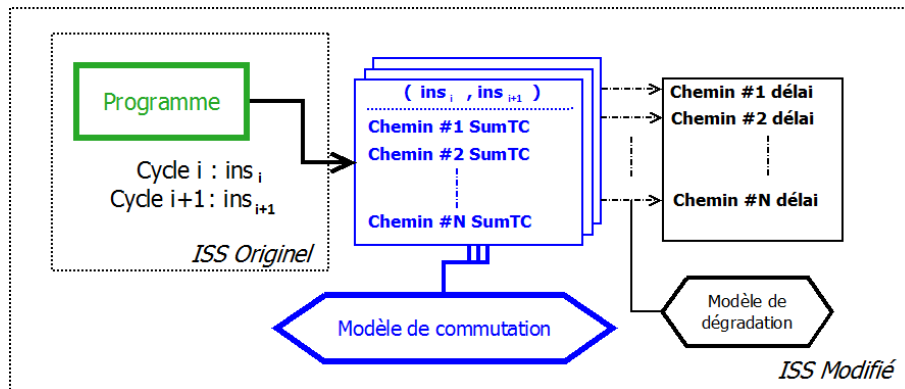 Programme
Cycle i : ins i
Cycle i+1: ins i+1
ISS Originel
( ins i , ins i+1 )
Chemin #1 SumTC
Chemin #2 SumTC
Chemin #N SumTC
Chemin #1 délai
Chemin #2 délai
Chemin #N délai
Modèle de commutation
Modèle de
dégradation
ISS Modifié